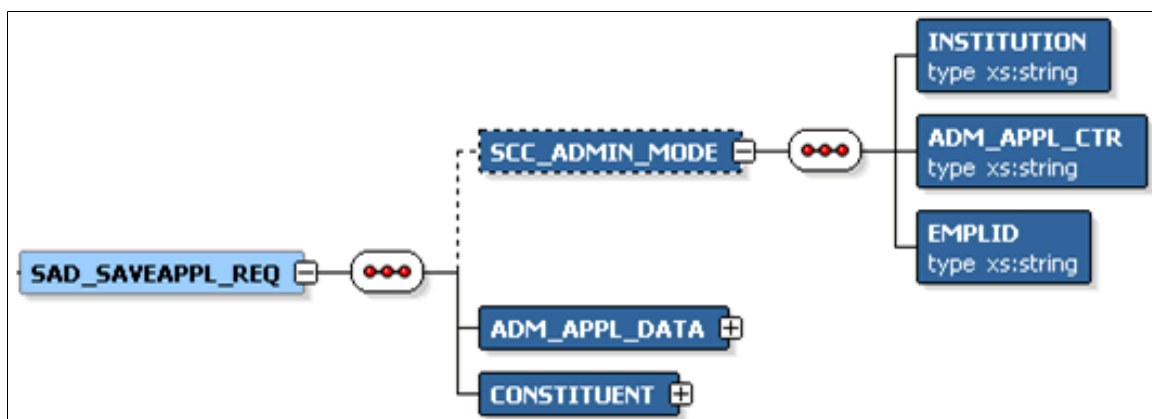 INSTITUTION
type xs:string
SCC_ADMIN_MODE
ADM_APPL_CTR
type xs:string
EMPLID
type xs:string
SAD_SAVEAPPL_REQ
ADM_APPL_DATA
CONSTITUENT